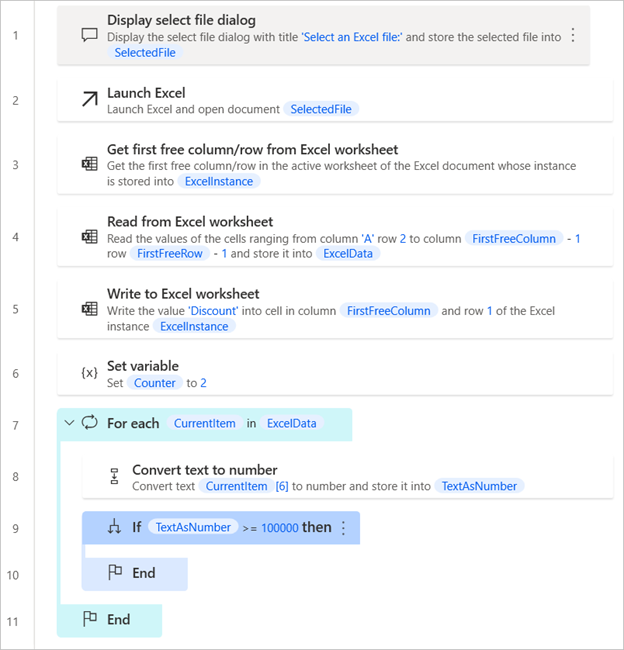 1
Display select file dialog
Display the select file dialog with title 'Select an Excel file:' and store the selected file into
SelectedFile
2
Launch Excel
Launch Excel and open document SelectedFile
3
Get first free column/row from Excel worksheet
Get the first free column/row in the active worksheet of the Excel document whose instance
is stored into ExcelInstance
4
Read from Excel worksheet
Read the values of the cells ranging from column 'A' row 2 to column FirstFreeColumn - 1
row FirstFreeRow - 1 and store it into ExcelData
5
Write to Excel worksheet
Write the value 'Discount' into cell in column FirstFreeColumn and row 1 of the Excel
instance ExcelInstance
6
{x} Set variable
Set Counter to 2
7
For each CurrentItem in ExcelData
8
Convert text to number
Convert text CurrentItem [6] to number and store it into TextAsNumber
9
If TextAsNumber >= 100000 then
10
End
11
End